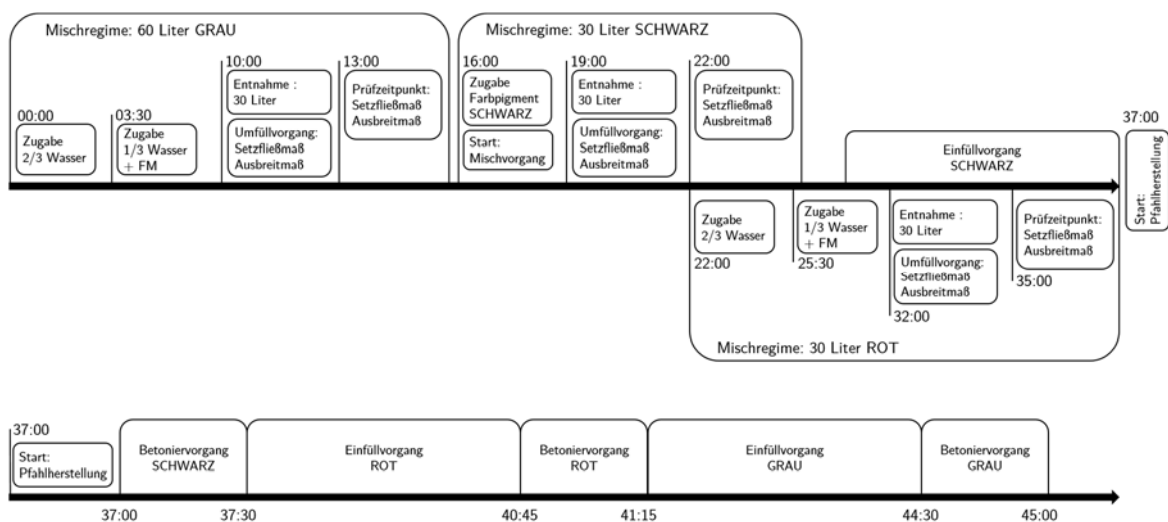 Mischregime: 60 Liter GRAU
00:00
Zugabe
2/3 Wasser
03:30
Zugabe
1/3 Wasser
+ FM
10:00
Entnahme :
30 Liter
Umfüllvorgang:
Setzfließmaß
Ausbreitmaß
13:00
Prüfzeitpunkt:
Setzfließmaß
Ausbreitmaß
Mischregime: 30 Liter SCHWARZ
16:00
Zugabe
Farbpigment
SCHWARZ
Start:
Mischvorgang
19:00
Entnahme :
30 Liter
Umfüllvorgang:
Setzfließmaß
Ausbreitmaß
22:00
Prüfzeitpunkt:
Setzfließmaß
Ausbreitmaß
Einfüllvorgang
SCHWARZ
37:00
Start:
Pfahlherstellung
Zugabe
2/3 Wasser
22:00
Zugabe
1/3 Wasser
+ FM
25:30
Entnahme :
30 Liter
Umfüllvorgang:
Setzfließmaß
Ausbreitmaß
32:00
Prüfzeitpunkt:
Setzfließmaß
Ausbreitmaß
35:00
Mischregime: 30 Liter ROT
37:00
Start:
Pfahlherstellung
Betoniervorgang
SCHWARZ
Einfüllvorgang
ROT
Betoniervorgang
ROT
Einfüllvorgang
GRAU
Betoniervorgang
GRAU
37:00
37:30
40:45
41:15
44:30
45:00